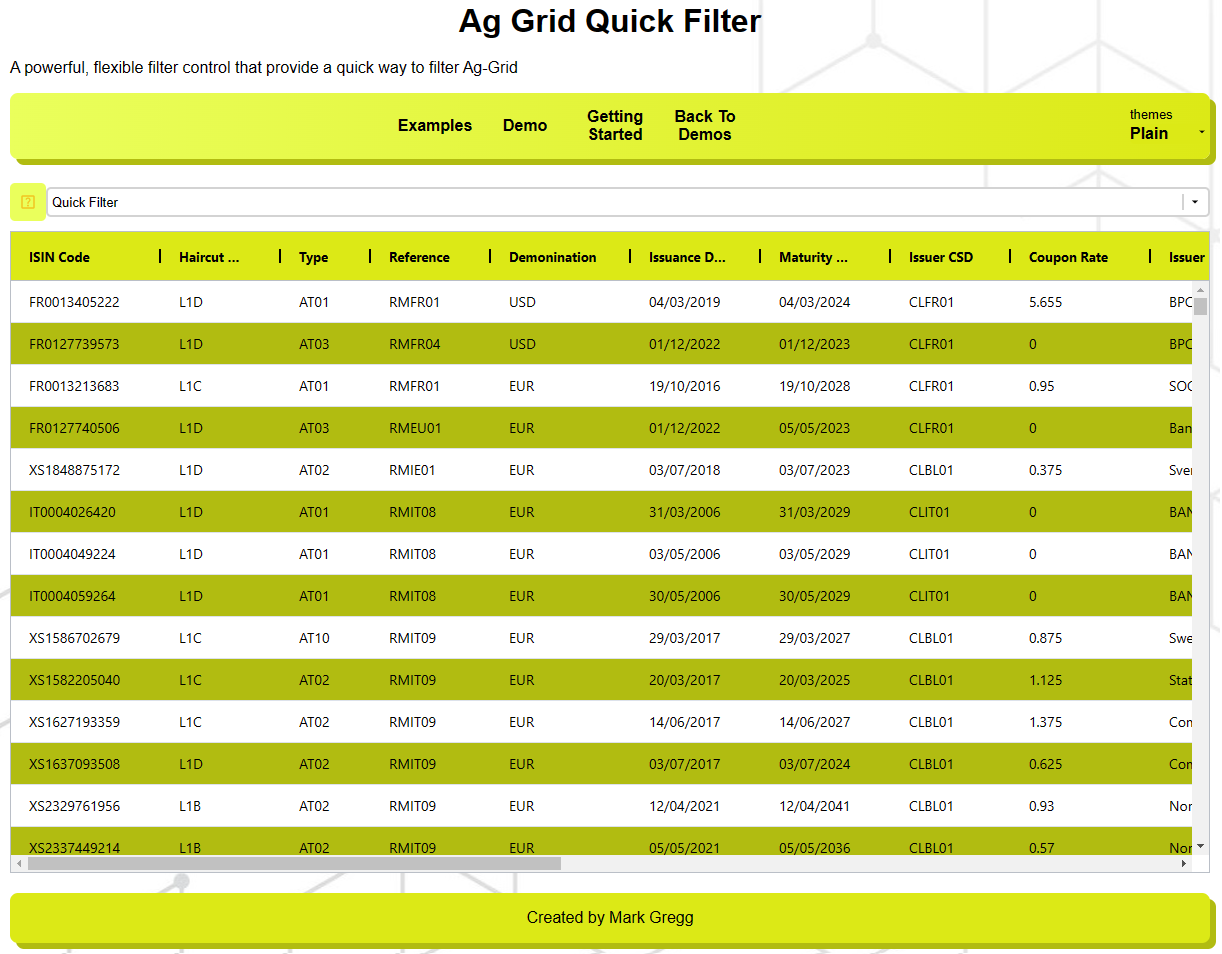 Ag Grid Quick Filter
A powerful, flexible filter control that provide a quick way to filter Ag-Grid
Examples Demo Getting Started Back To Demos themes Plain
Quick Filter
ISIN Code Haircut ... Type Reference Demonination Issuance D... Maturity ... Issuer CSD Coupon Rate Issuer
FR0013405222 L1D AT01 RMFR01 USD 04/03/2019 04/03/2024 CLFR01 5.655 BPC
FR0127739573 L1D AT03 RMFR04 USD 01/12/2022 01/12/2023 CLFR01 0 BPC
FR0013213683 L1C AT01 RMFR01 EUR 19/10/2016 19/10/2028 CLFR01 0.95 SOC
FR0127740506 L1D AT03 RMEU01 EUR 01/12/2022 05/05/2023 CLFR01 0 Ban
XS1848875172 L1D AT02 RMIE01 EUR 03/07/2018 03/07/2023 CLBL01 0.375 Sver
IT0004026420 L1D AT01 RMIT08 EUR 31/03/2006 31/03/2029 CLIT01 0 BAN
IT0004049224 L1D AT01 RMIT08 EUR 03/05/2006 03/05/2029 CLIT01 0 BAN
IT0004059264 L1D AT01 RMIT08 EUR 30/05/2006 30/05/2029 CLIT01 0 BAN
XS1586702679 L1C AT10 RMIT09 EUR 29/03/2017 29/03/2027 CLBL01 0.875 Swe
XS1582205040 L1C AT02 RMIT09 EUR 20/03/2017 20/03/2025 CLBL01 1.125 Stat
XS1627193359 L1C AT02 RMIT09 EUR 14/06/2017 14/06/2027 CLBL01 1.375 Con
XS1637093508 L1D AT02 RMIT09 EUR 03/07/2017 03/07/2024 CLBL01 0.625 Con
XS2329761956 L1B AT02 RMIT09 EUR 12/04/2021 12/04/2041 CLBL01 0.93 Nor
XS2337449214 L1B AT02 RMIT09 EUR 05/05/2021 05/05/2036 CLBL01 0.57 Nor
Created by Mark Gregg